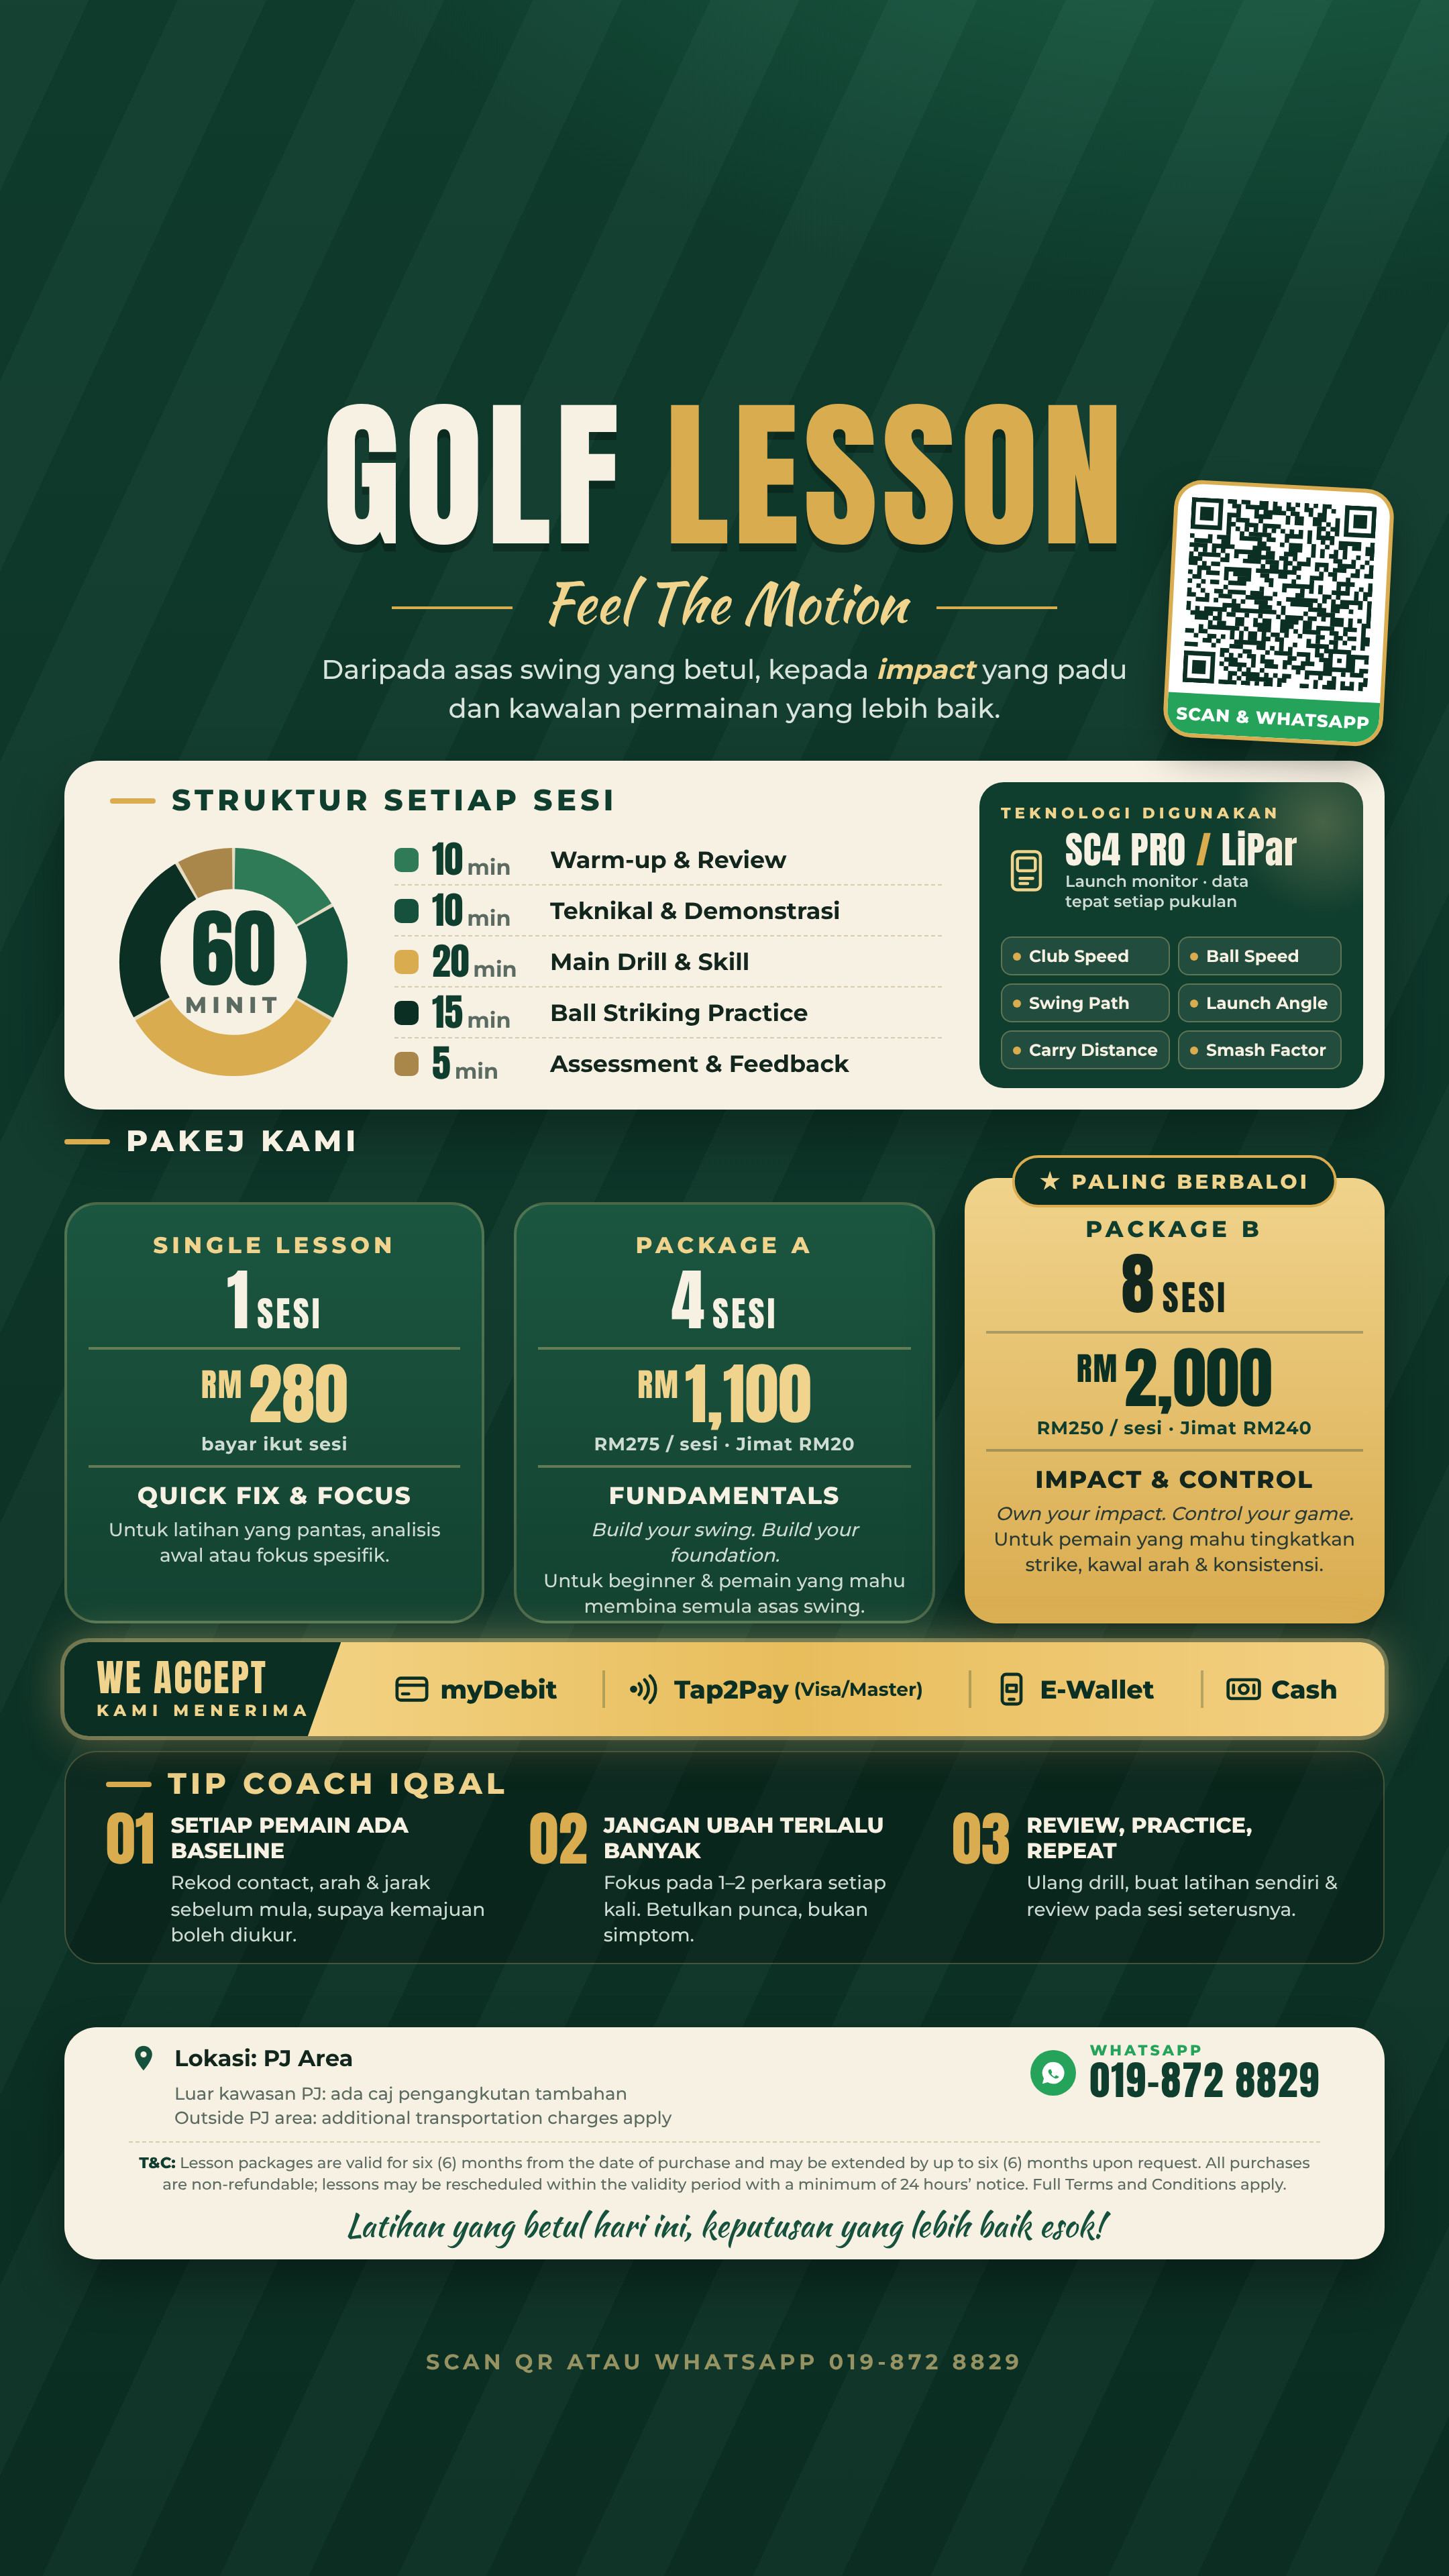 GOLF LESSON
Feel The Motion
Daripada asas swing yang betul, kepada impact yang padu
dan kawalan permainan yang lebih baik.
SCAN & WHATSAPP
STRUKTUR SETIAP SESI
60
MINIT
10 min Warm-up & Review
10 min Teknikal & Demonstrasi
20 min Main Drill & Skill
15 min Ball Striking Practice
5 min Assessment & Feedback
TEKNOLOGI DIGUNAKAN
SC4 PRO / LiPar
Launch monitor · data
tepat setiap pukulan
Club Speed
Ball Speed
Swing Path
Launch Angle
Carry Distance
Smash Factor
PAKEJ KAMI
SINGLE LESSON
1 SESI
RM 280
bayar ikut sesi
QUICK FIX & FOCUS
Untuk latihan yang pantas, analisis
awal atau fokus spesifik.
PACKAGE A
4 SESI
RM 1,100
RM275 / sesi · Jimat RM20
FUNDAMENTALS
Build your swing. Build your
foundation.
Untuk beginner & pemain yang mahu
membina semula asas swing.
★ PALING BERBALOI
PACKAGE B
8 SESI
RM 2,000
RM250 / sesi · Jimat RM240
IMPACT & CONTROL
Own your impact. Control your game.
Untuk pemain yang mahu tingkatkan
strike, kawal arah & konsistensi.
WE ACCEPT
KAMI MENERIMA
myDebit
Tap2Pay (Visa/Master)
E-Wallet
Cash
TIP COACH IQBAL
01 SETIAP PEMAIN ADA
BASELINE
Rekod contact, arah & jarak
sebelum mula, supaya kemajuan
boleh diukur.
02 JANGAN UBAH TERLALU
BANYAK
Fokus pada 1–2 perkara setiap
kali. Betulkan punca, bukan
simptom.
03 REVIEW, PRACTICE,
REPEAT
Ulang drill, buat latihan sendiri &
review pada sesi seterusnya.
Lokasi: PJ Area
Luar kawasan PJ: ada caj pengangkutan tambahan
Outside PJ area: additional transportation charges apply
WHATSAPP
019-872 8829
T&C: Lesson packages are valid for six (6) months from the date of purchase and may be extended by up to six (6) months upon request. All purchases
are non-refundable; lessons may be rescheduled within the validity period with a minimum of 24 hours’ notice. Full Terms and Conditions apply.
Latihan yang betul hari ini, keputusan yang lebih baik esok!
SCAN QR ATAU WHATSAPP 019-872 8829